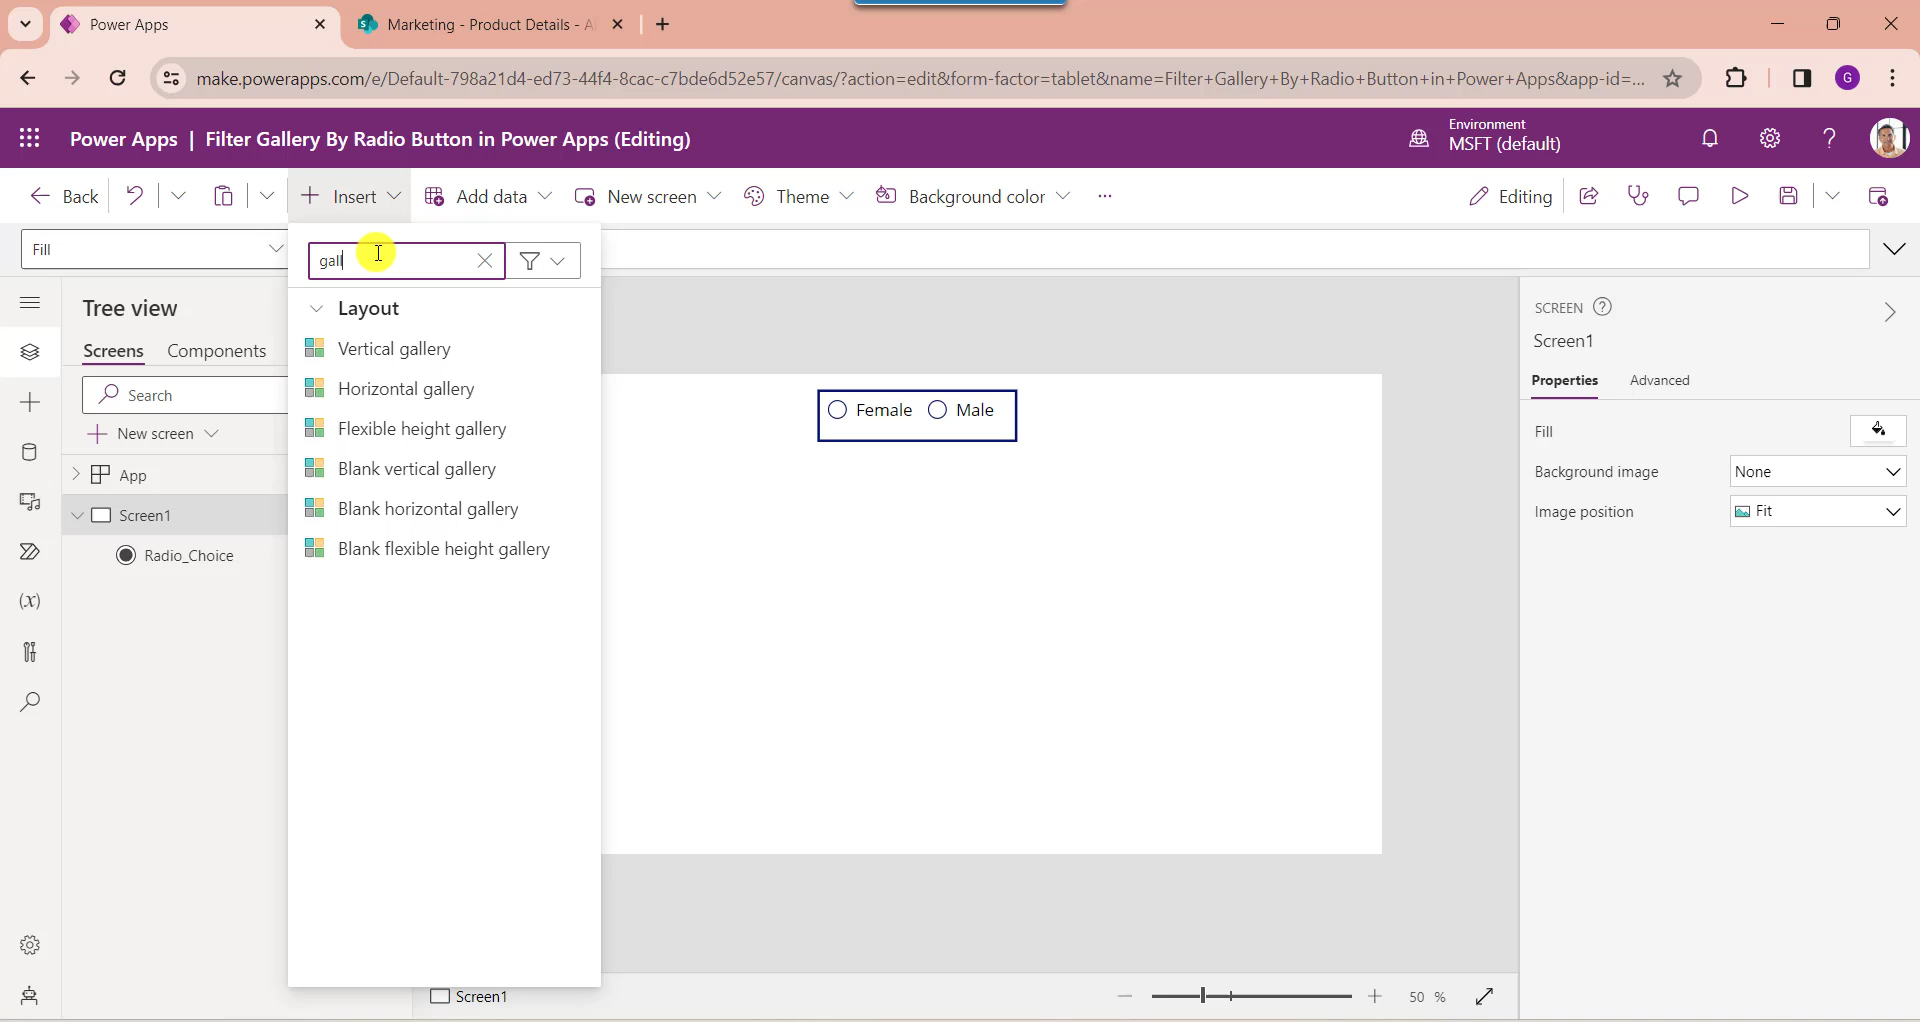 Power Apps
Marketing - Product Details - A
make.powerapps.com/e/Default-798a21d4-ed73-44f4-8cac-c7bde6d52e57/canvas/?action=edit&form-factor=tablet&name=Filter+Gallery+By+Radio+Button+in+Power+Apps&app-id=...
G
Power Apps | Filter Gallery By Radio Button in Power Apps (Editing)
Environment
MSFT (default)
Back
Insert
Add data
New screen
Theme
Background color
...
Editing
Fill
gall
Tree view
Screens
Components
Search
New screen
App
Screen1
Radio_Choice
Layout
Vertical gallery
Horizontal gallery
Flexible height gallery
Blank vertical gallery
Blank horizontal gallery
Blank flexible height gallery
Female
Male
SCREEN
Screen1
Properties
Advanced
Fill
Background image
None
Image position
Fit
(x)
Screen1
50 %